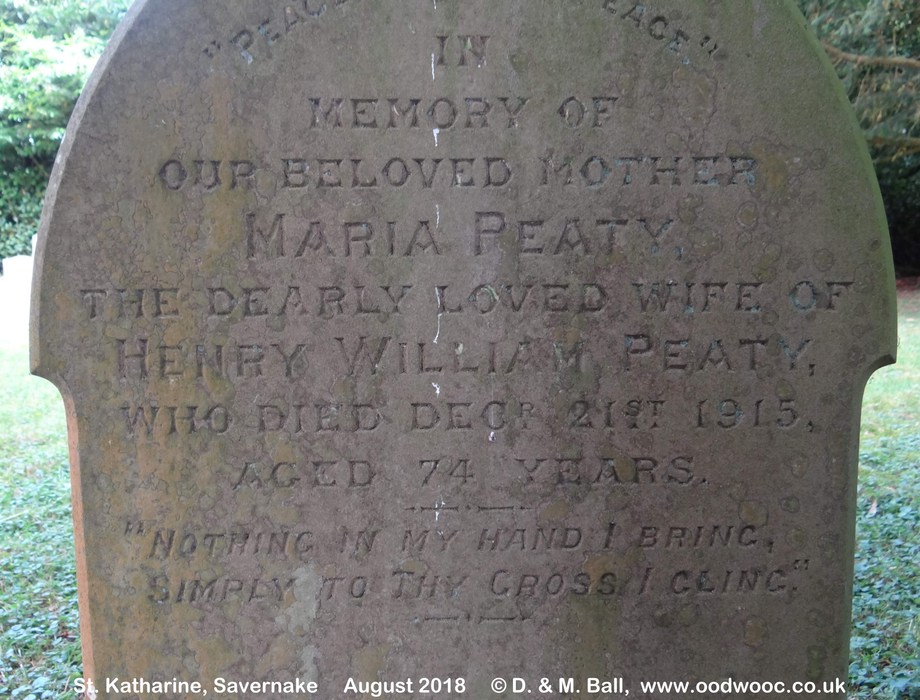 "PEACE PEACE"
IN
MEMORY OF
OUR BELOVED MOTHER
MARIA PEATY,
THE DEARLY LOVED WIFE OF
HENRY WILLIAM PEATY,
WHO DIED DECR 21ST 1915,
AGED 74 YEARS.
"NOTHING IN MY HAND I BRING,
SIMPLY TO THY CROSS I CLING."
St. Katharine, Savernake August 2018 © D. & M. Ball, www.oodwooc.co.uk